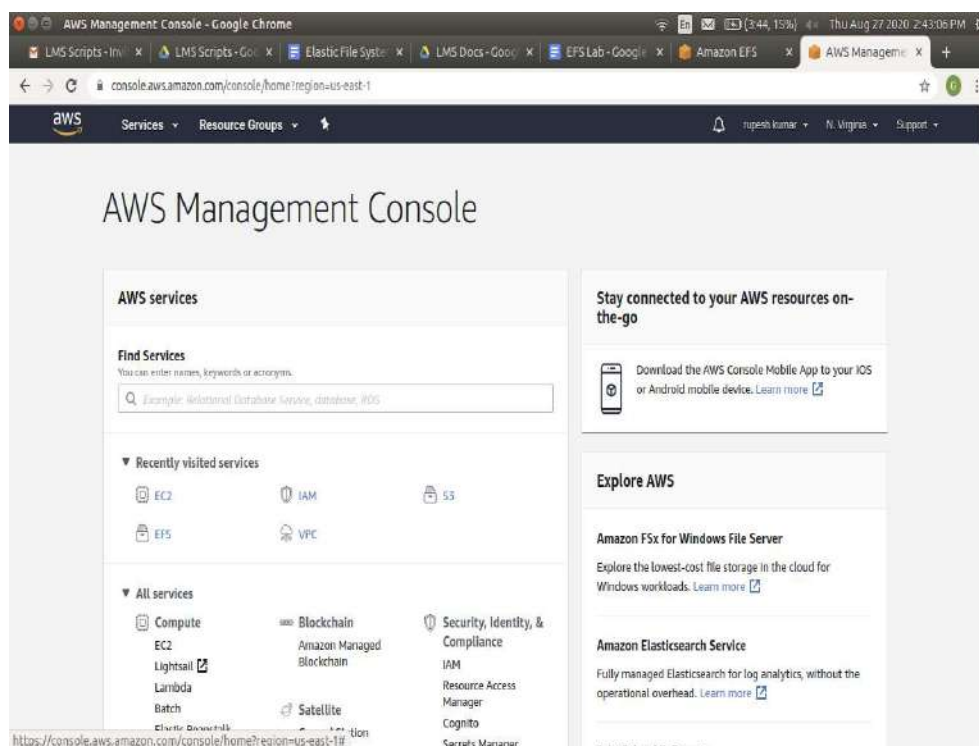 AWS Management Console - Google Chrome
En (3:44, 15%) Thu Aug 27 2020 2:43:06 PM
LMS Scripts - In x LMS Scripts - Go x Elastic File Syste x LMS Docs - Goog x EFS Lab - Google x Amazon EFS x AWS Manageme x +
console.aws.amazon.com/console/home?region=us-east-1 G
aws Services Resource Groups rupesh kumar N. Virginia Support
AWS Management Console
AWS services
Find Services
You can enter names, keywords or acronyms.
Example: Relational Database Service, database, RDS
Recently visited services
EC2 IAM S3
EFS VPC
All services
Compute
EC2
Lightsail
Lambda
Batch
Elastic Beanstalk
Blockchain
Amazon Managed
Blockchain
Satellite
Security, Identity, &
Compliance
IAM
Resource Access
Manager
Cognito
Secrets Manager
Stay connected to your AWS resources on-
the-go
Download the AWS Console Mobile App to your iOS
or Android mobile device. Learn more
Explore AWS
Amazon FSx for Windows File Server
Explore the lowest-cost file storage in the cloud for
Windows workloads. Learn more
Amazon Elasticsearch Service
Fully managed Elasticsearch for log analytics, without the
operational overhead. Learn more
https://console.aws.amazon.com/console/home?region=us-east-1#